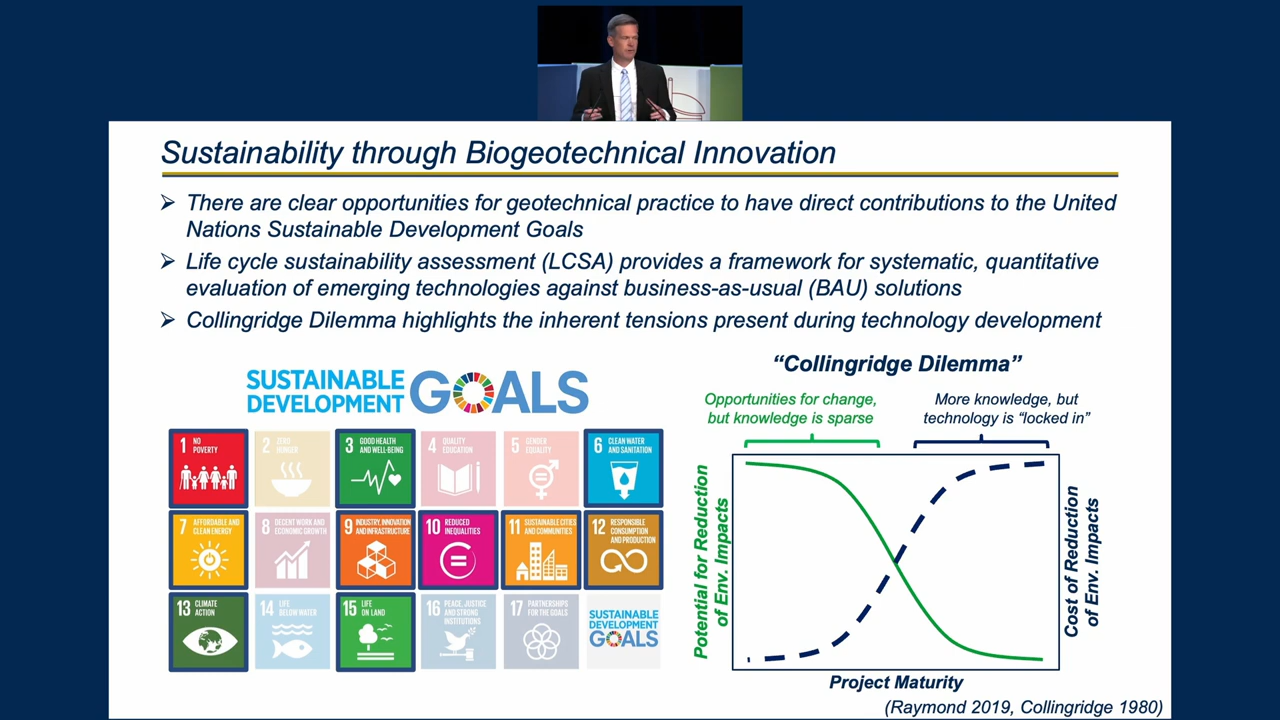 Sustainability through Biogeotechnical Innovation
➢ There are clear opportunities for geotechnical practice to have direct contributions to the United
Nations Sustainable Development Goals
➢ Life cycle sustainability assessment (LCSA) provides a framework for systematic, quantitative
evaluation of emerging technologies against business-as-usual (BAU) solutions
➢ Collingridge Dilemma highlights the inherent tensions present during technology development
SUSTAINABLE
DEVELOPMENT
GOALS
1 NO
POVERTY
2 ZERO
HUNGER
3 GOOD HEALTH
AND WELL-BEING
4 QUALITY
EDUCATION
5 GENDER
EQUALITY
6 CLEAN WATER
AND SANITATION
7 AFFORDABLE AND
CLEAN ENERGY
8 DECENT WORK AND
ECONOMIC GROWTH
9 INDUSTRY, INNOVATION
AND INFRASTRUCTURE
10 REDUCED
INEQUALITIES
11 SUSTAINABLE CITIES
AND COMMUNITIES
12 RESPONSIBLE
CONSUMPTION
AND PRODUCTION
13 CLIMATE
ACTION
14 LIFE
BELOW WATER
15 LIFE
ON LAND
16 PEACE, JUSTICE
AND STRONG
INSTITUTIONS
17 PARTNERSHIPS
FOR THE GOALS
SUSTAINABLE
DEVELOPMENT
GOALS
“Collingridge Dilemma”
Opportunities for change,
but knowledge is sparse
More knowledge, but
technology is “locked in”
Potential for Reduction
of Env. Impacts
Cost of Reduction
of Env. Impacts
Project Maturity
(Raymond 2019, Collingridge 1980)